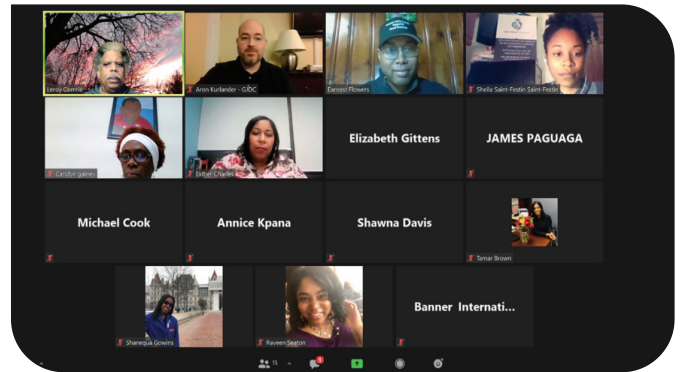 Leroy Comrie
Aron Kurlander - GJDC
Earnest Flowers
Sheila Saint-Festin Saint-Festin
Carolyn gainey
Esther Charles
Elizabeth Gittens
JAMES PAGUAGA
Michael Cook
Annice Kpana
Shawna Davis
Tamar Brown
Shanequa Gowins
Raveen Seaton
Banner Internati...
15
1